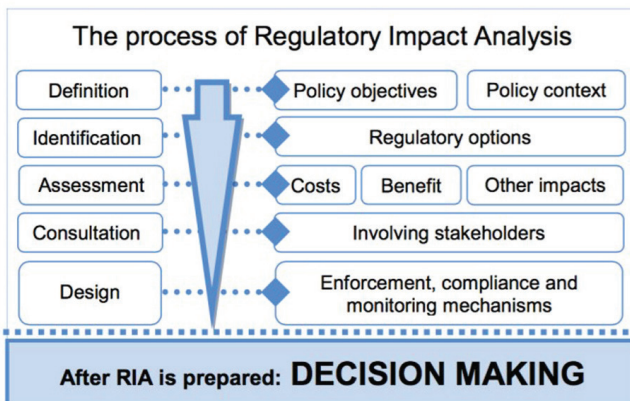 The process of Regulatory Impact Analysis
Definition
Policy objectives
Policy context
Identification
Regulatory options
Assessment
Costs
Benefit
Other impacts
Consultation
Involving stakeholders
Design
Enforcement, compliance and
monitoring mechanisms
After RIA is prepared: DECISION MAKING